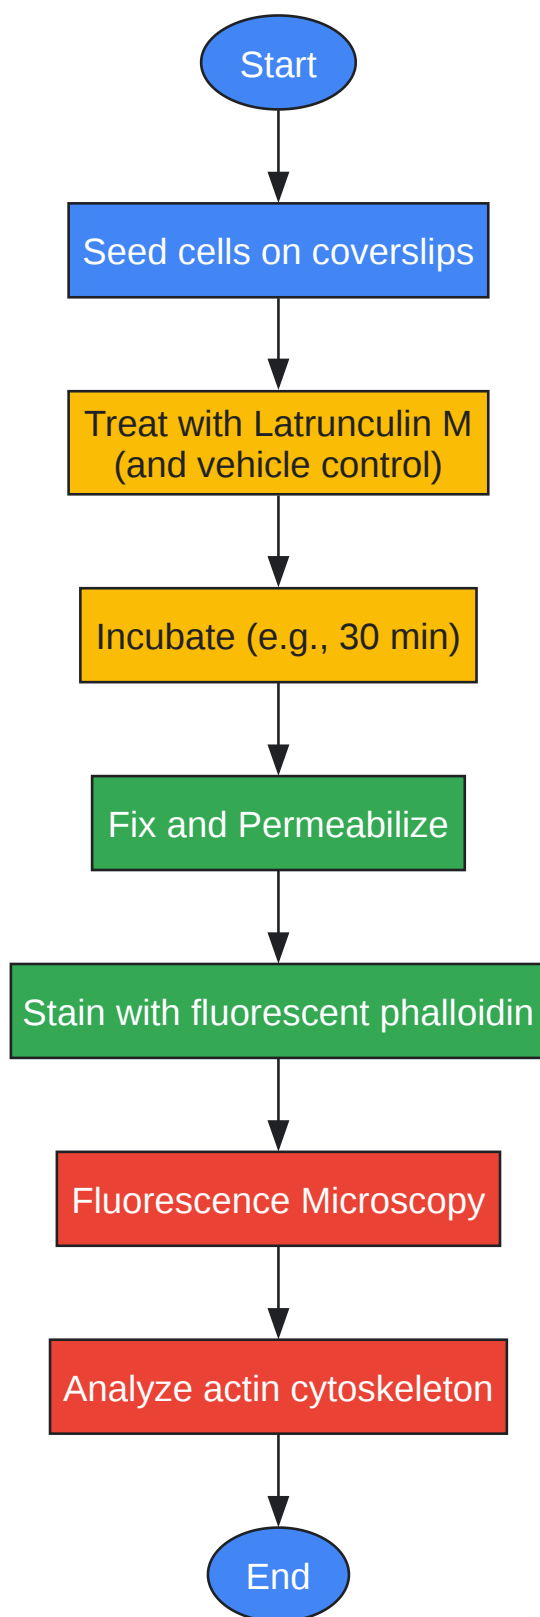 Start
Seed cells on coverslips
Treat with Latrunculin M
(and vehicle control)
Incubate (e.g., 30 min)
Fix and Permeabilize
Stain with fluorescent phalloidin
Fluorescence Microscopy
Analyze actin cytoskeleton
End